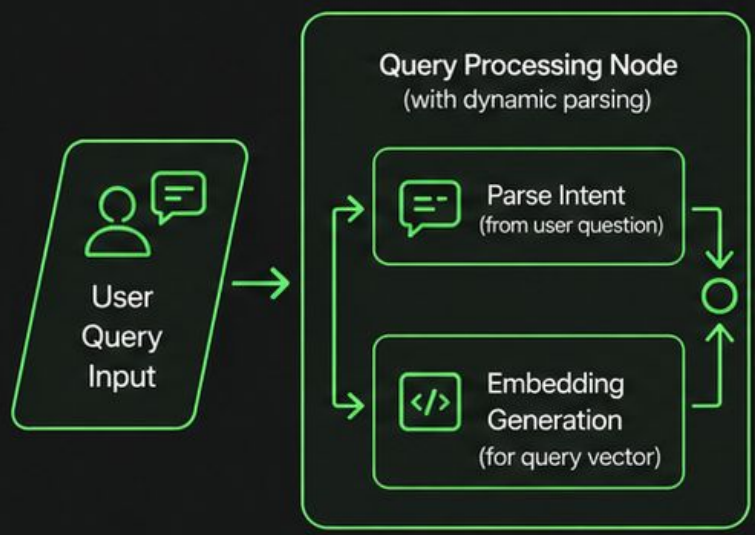 Query Processing Node
(with dynamic parsing)
User
Query
Input
Parse Intent
(from user question)
</>
Embedding
Generation
(for query vector)